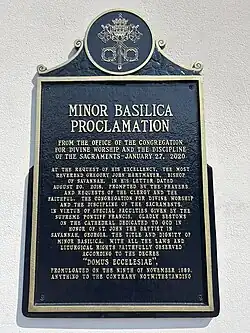 MINOR BASILICA
PROCLAMATION
FROM THE OFFICE OF THE CONGREGATION
FOR DIVINE WORSHIP AND THE DISCIPLINE
OF THE SACRAMENTS-JANUARY 27, 2020
AT THE REQUEST OF HIS EXCELLENCY, THE MOST
REVEREND GREGORY JOHN HARTMAYER, BISHOP
OF SAVANNAH, IN HIS LETTER DATED
AUGUST 20, 2019, PROMPTED BY THE PRAYERS
AND REQUESTS OF THE CLERGY AND THE
FAITHFUL, THE CONGREGATION FOR DIVINE WORSHIP
AND THE DISCIPLINE OF THE SACRAMENTS,
IN VIRTUE OF SPECIAL FACULTIES GIVEN BY THE
SUPREME PONTIFF FRANCIS, GLADLY BESTOWS
ON THE CATHEDRAL DEDICATED TO GOD IN
HONOR OF ST. JOHN THE BAPTIST IN
SAVANNAH, GEORGIA, THE TITLE AND DIGNITY OF
MINOR BASILICA, WITH ALL THE LAWS AND
LITURGICAL RIGHTS FAITHFULLY OBSERVED
ACCORDING TO THE DECREE
"DOMUS ECCLESIAE"
PROMULGATED ON THE NINTH OF NOVEMBER 1989,
ANYTHING TO THE CONTRARY NOTWITHSTANDING